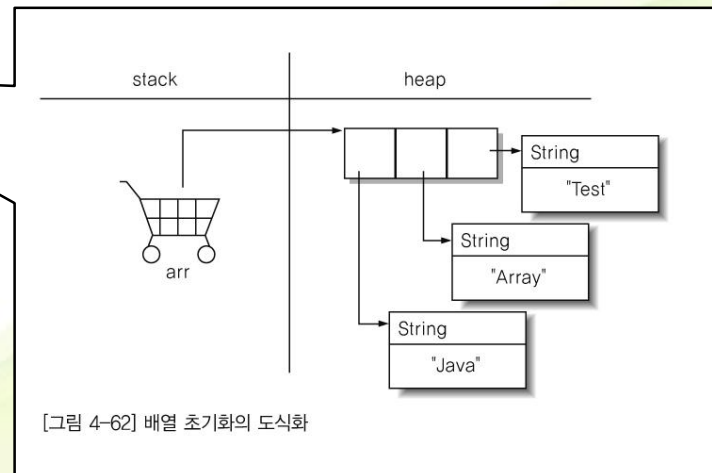 stack
heap
String
"Test"
String
"Array"
arr
String
"Java"
[그림 4-62] 배열 초기화의 도식화